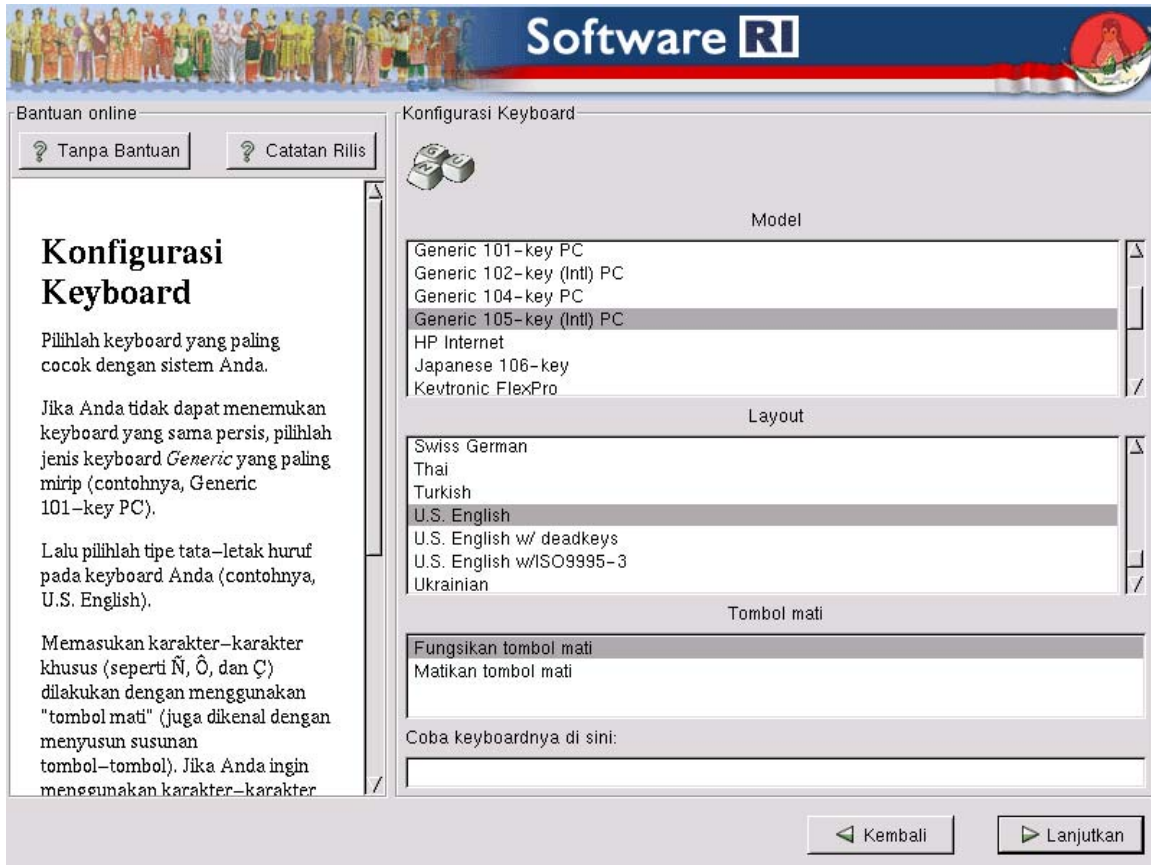 Software RI
Bantuan online
Tanpa Bantuan
Catatan Rilis
Konfigurasi
Keyboard
Pilihlah keyboard yang paling
cocok dengan sistem Anda.
Jika Anda tidak dapat menemukan
keyboard yang sama persis, pilihlah
jenis keyboard Generic yang paling
mirip (contohnya, Generic
101-key PC).
Lalu pilihlah tipe tata-letak huruf
pada keyboard Anda (contohnya,
U.S. English).
Memasukan karakter-karakter
khusus (seperti Ñ, Ô, dan Ç)
dilakukan dengan menggunakan
"tombol mati" (juga dikenal dengan
menyusun susunan
tombol-tombol). Jika Anda ingin
menggunakan karakter-karakter
Konfigurasi Keyboard
G U N
Model
Generic 101-key PC
Generic 102-key (Intl) PC
Generic 104-key PC
Generic 105-key (Intl) PC
HP Internet
Japanese 106-key
Keytronic FlexPro
Layout
Swiss German
Thai
Turkish
U.S. English
U.S. English w/ deadkeys
U.S. English w/ISO9995-3
Ukrainian
Tombol mati
Fungsikan tombol mati
Matikan tombol mati
Coba keyboardnya di sini:
Kembali
Lanjutkan